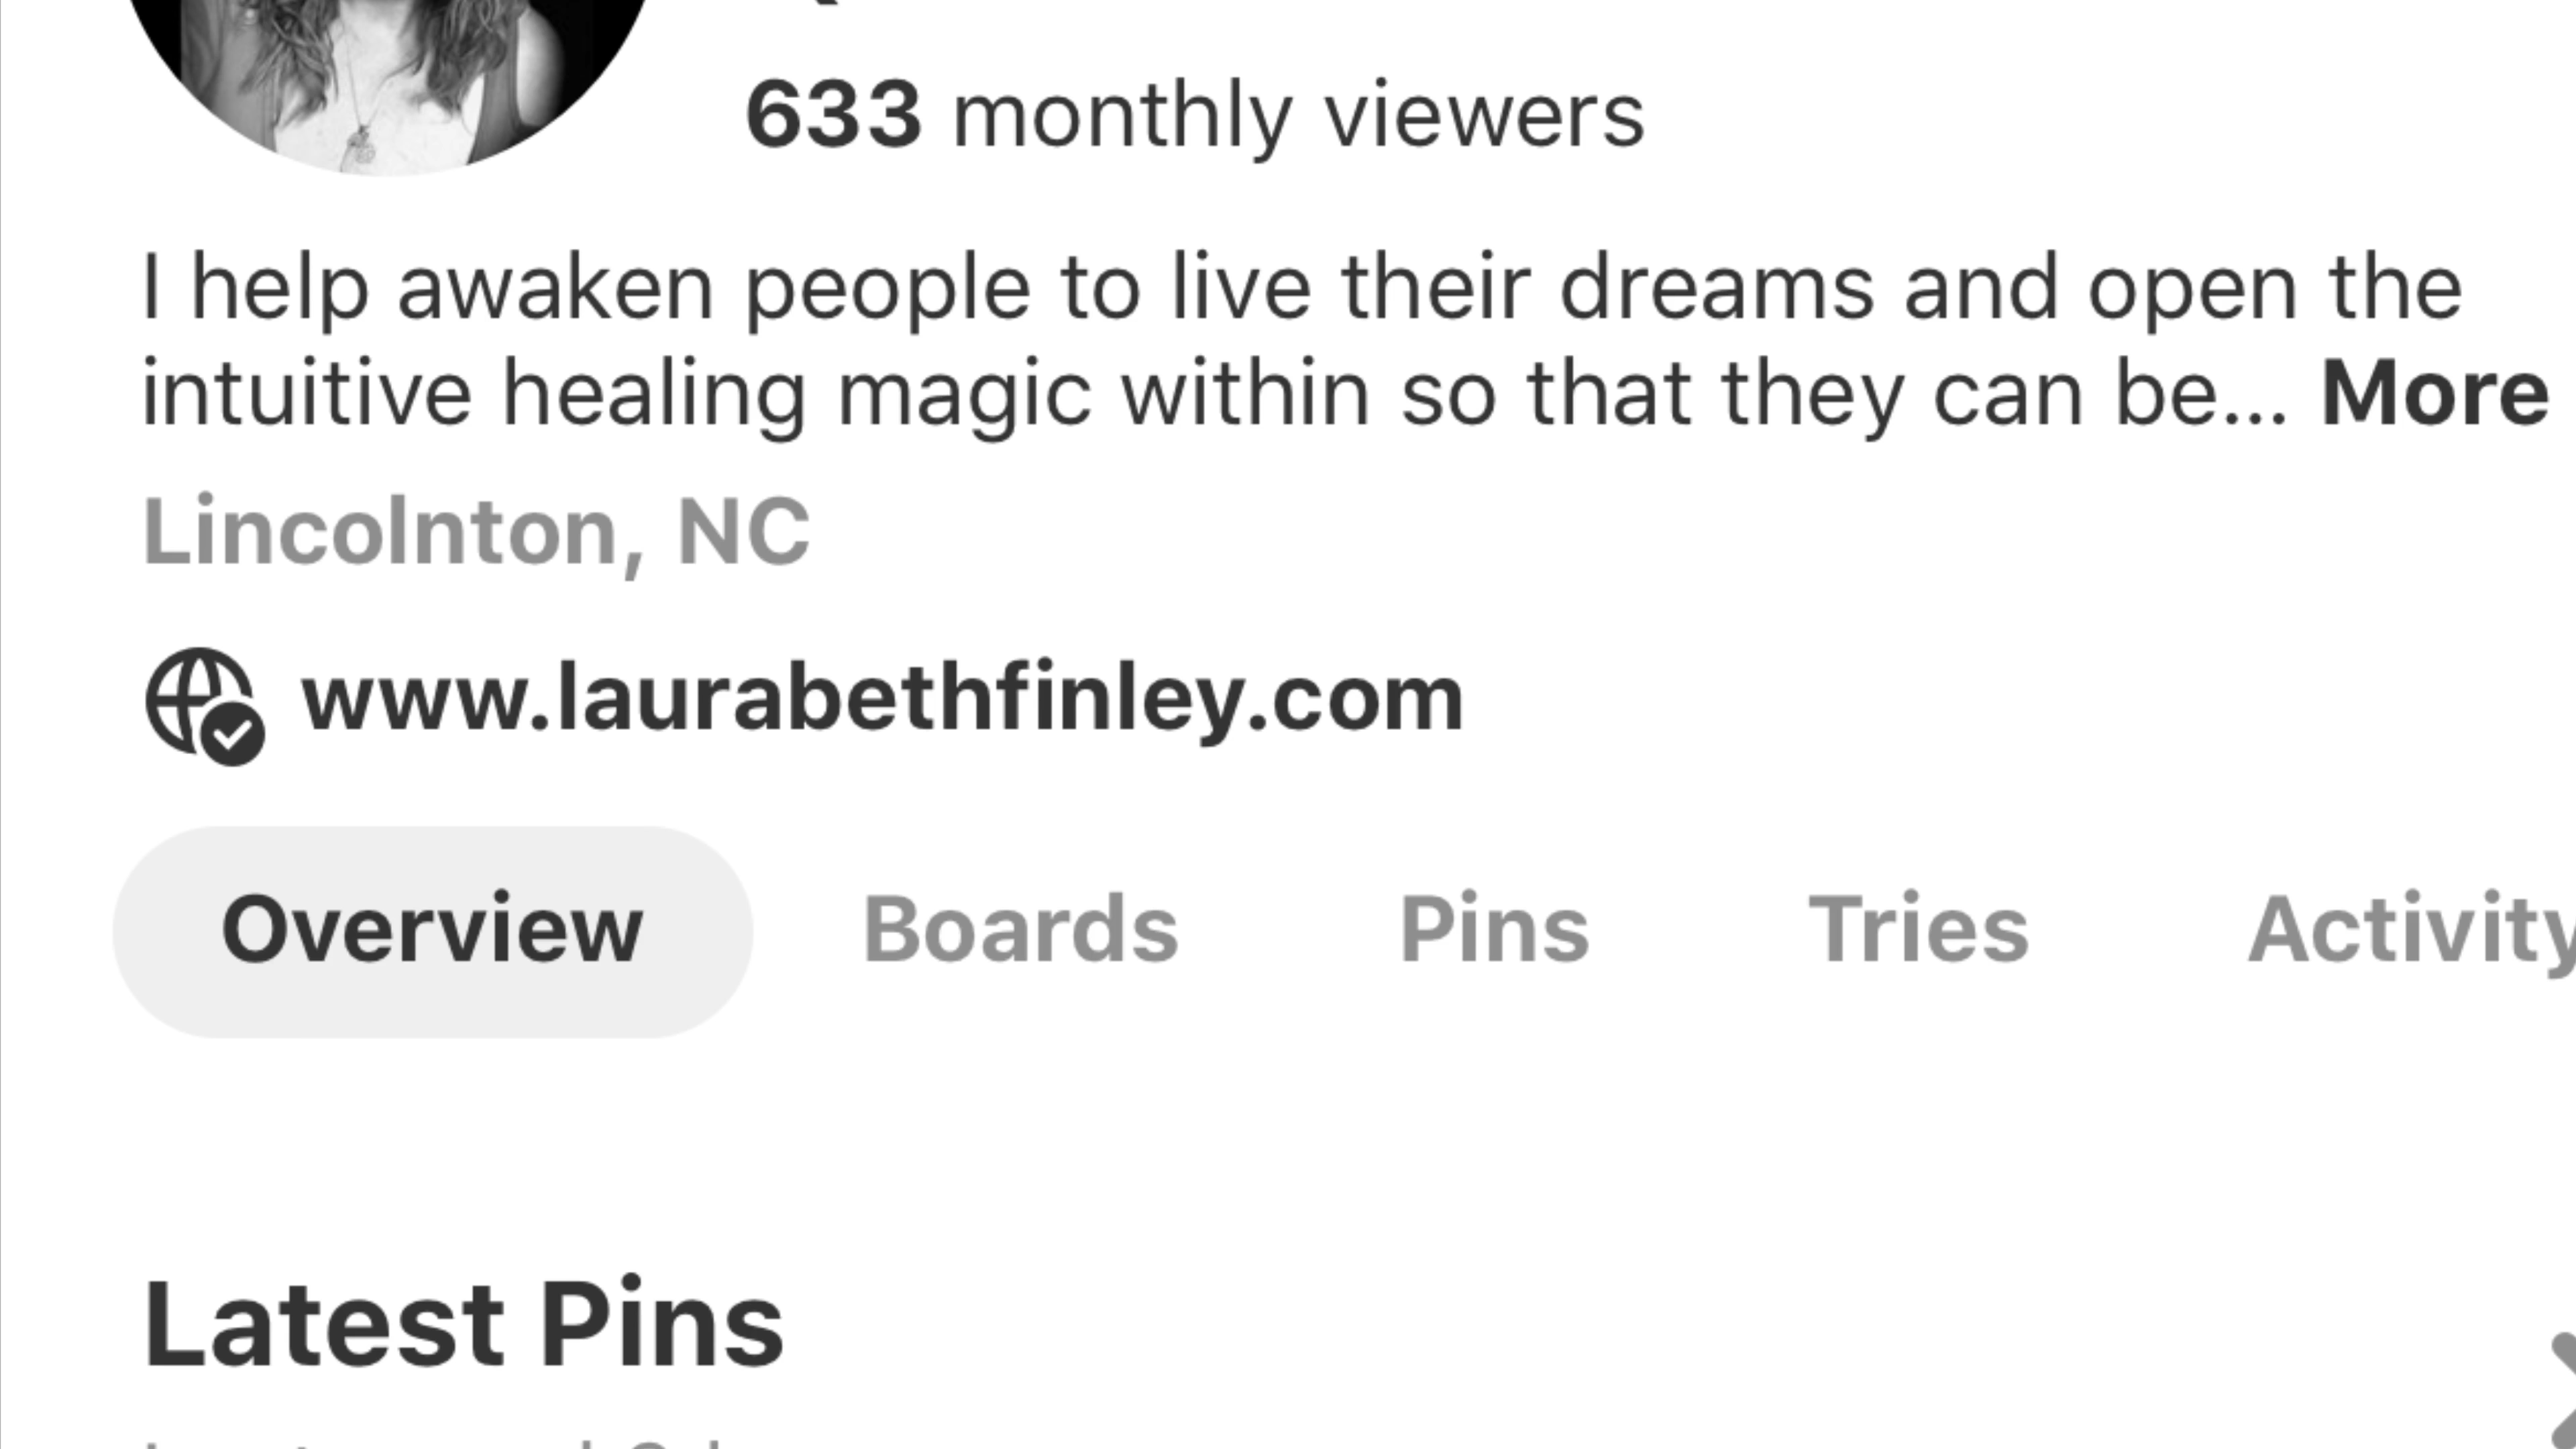 633 monthly viewers
I help awaken people to live their dreams and open the
intuitive healing magic within so that they can be... More
Lincolnton, NC
www.laurabethfinley.com
Overview Boards Pins Tries Activity
Latest Pins